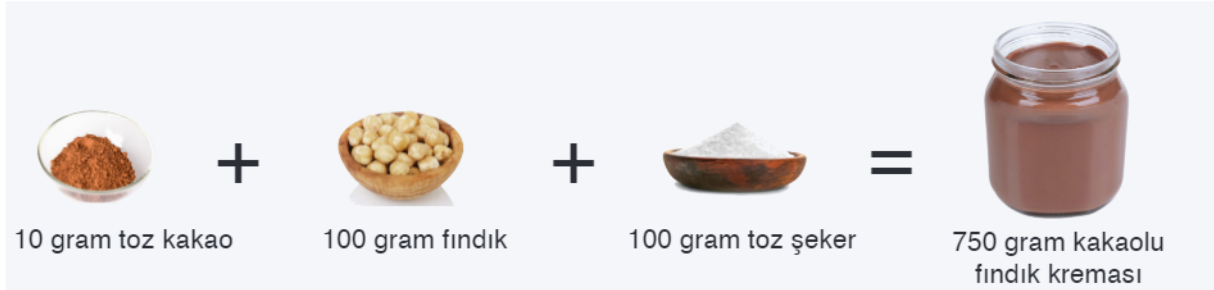 10 gram toz kakao
+
100 gram fındık
+
100 gram toz şeker
=
750 gram kakaolu
fındık kreması